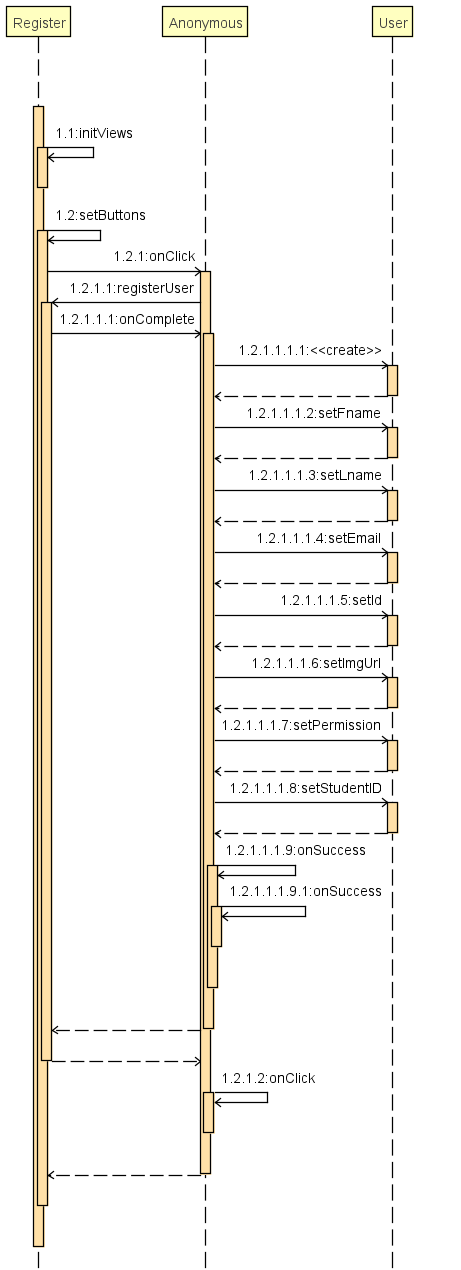 Register
Anonymous
User
1.1:initViews
1.2:setButtons
1.2.1:onClick
1.2.1.1:registerUser
1.2.1.1.1:onComplete
1.2.1.1.1.1:<<create>>
1.2.1.1.1.2:setFname
1.2.1.1.1.3:setLname
1.2.1.1.1.4:setEmail
1.2.1.1.1.5:setId
1.2.1.1.1.6:setImgUrl
1.2.1.1.1.7:setPermission
1.2.1.1.1.8:setStudentID
1.2.1.1.1.9:onSuccess
1.2.1.1.1.9.1:onSuccess
1.2.1.2:onClick